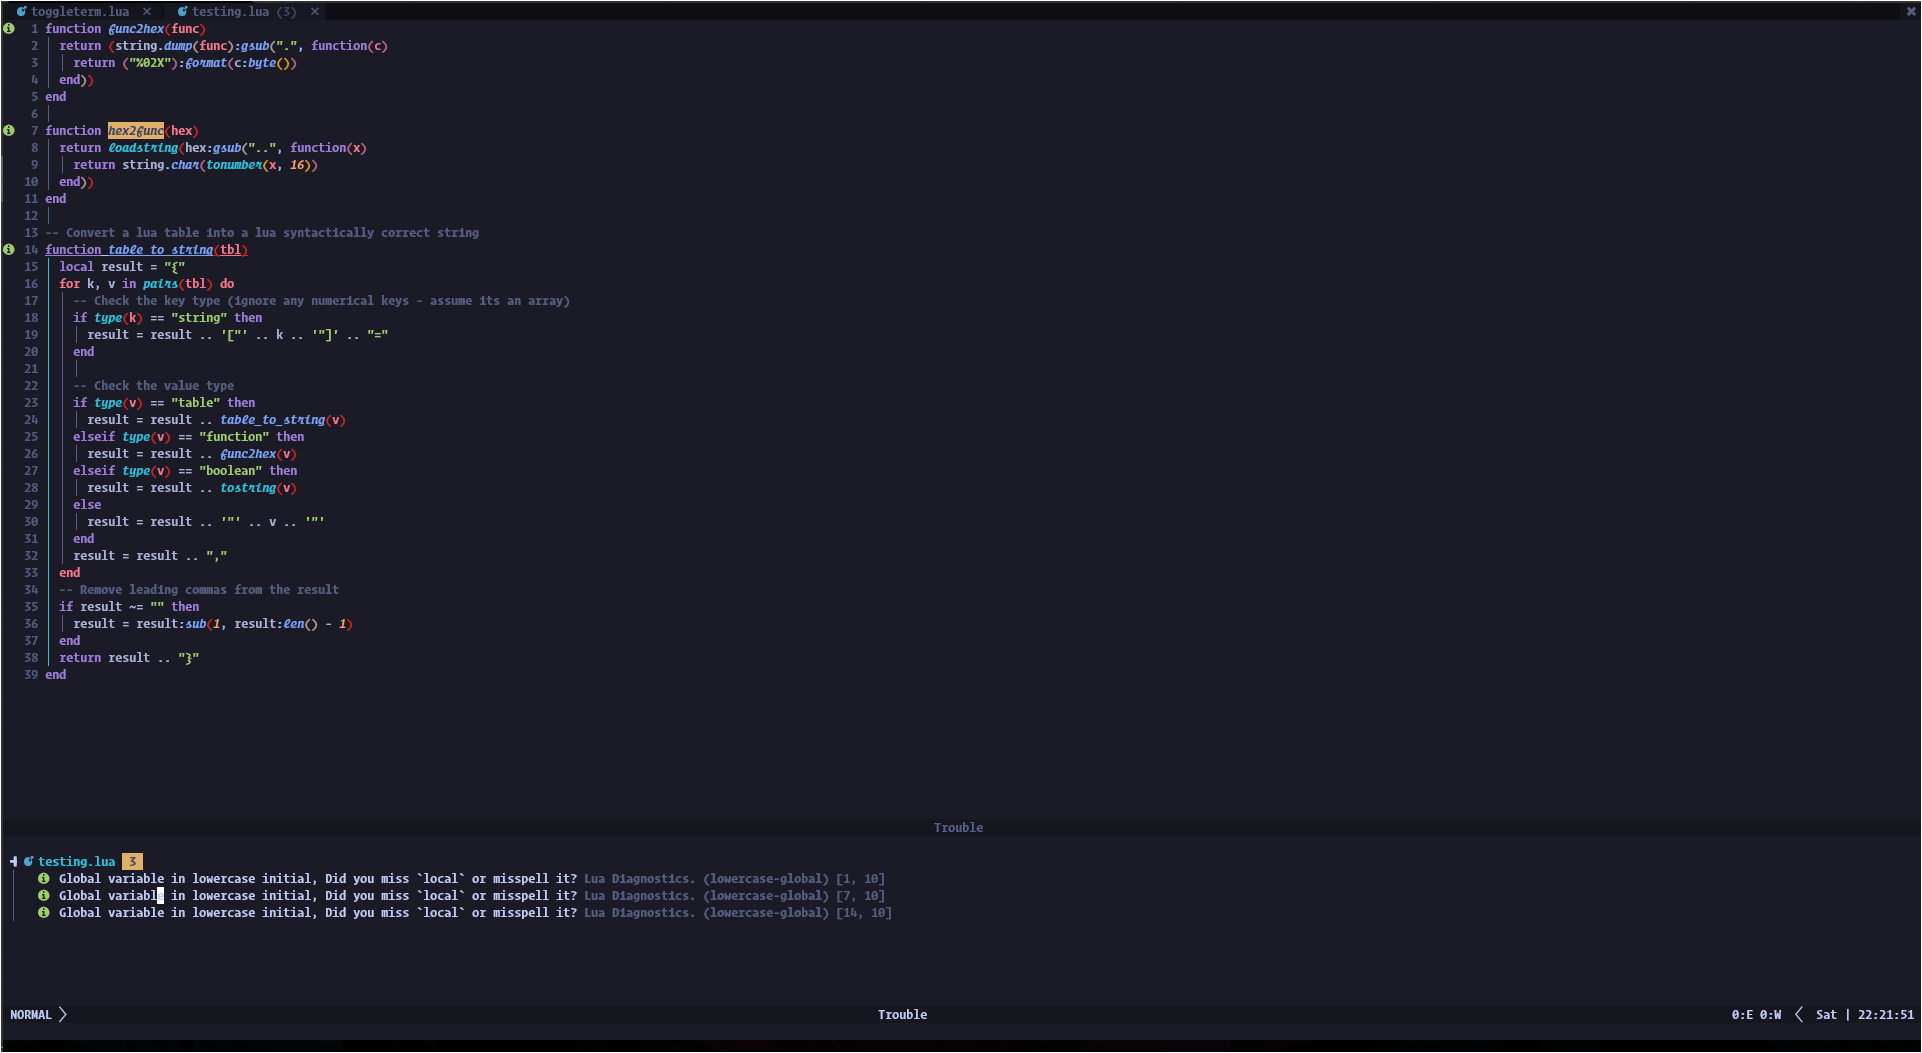 toggleterm.lua ✕ testing.lua (3) ✕ ✖
1 function func2hex(func)
2 return (string.dump(func):gsub(".", function(c)
3 return ("%02X"):format(c:byte())
4 end))
5 end
6
7 function hex2func(hex)
8 return loadstring(hex:gsub("..", function(x)
9 return string.char(tonumber(x, 16))
10 end))
11 end
12
13 -- Convert a lua table into a lua syntactically correct string
14 function table_to_string(tbl)
15 local result = "{"
16 for k, v in pairs(tbl) do
17 -- Check the key type (ignore any numerical keys - assume its an array)
18 if type(k) == "string" then
19 result = result .. '["' .. k .. '"]' .. "="
20 end
21
22 -- Check the value type
23 if type(v) == "table" then
24 result = result .. table_to_string(v)
25 elseif type(v) == "function" then
26 result = result .. func2hex(v)
27 elseif type(v) == "boolean" then
28 result = result .. tostring(v)
29 else
30 result = result .. '"' .. v .. '"'
31 end
32 result = result .. ","
33 end
34 -- Remove leading commas from the result
35 if result ~= "" then
36 result = result:sub(1, result:len() - 1)
37 end
38 return result .. "}"
39 end
Trouble
testing.lua 3
Global variable in lowercase initial, Did you miss `local` or misspell it? Lua Diagnostics. (lowercase-global) [1, 10]
Global variable in lowercase initial, Did you miss `local` or misspell it? Lua Diagnostics. (lowercase-global) [7, 10]
Global variable in lowercase initial, Did you miss `local` or misspell it? Lua Diagnostics. (lowercase-global) [14, 10]
NORMAL Trouble 0:E 0:W Sat | 22:21:51